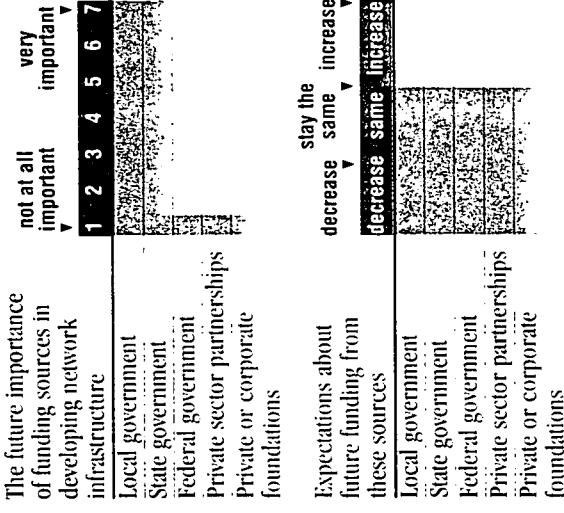 The future importance
of funding sources in
developing network
infrastructure
not at all
important
very
important
1 2 3 4 5 6 7
Local government
State government
Federal government
Private sector partnerships
Private or corporate
foundations
Expectations about
future funding from
these sources
decrease
stay the
same
increase
decrease same increase
Local government
State government
Federal government
Private sector partnerships
Private or corporate
foundations